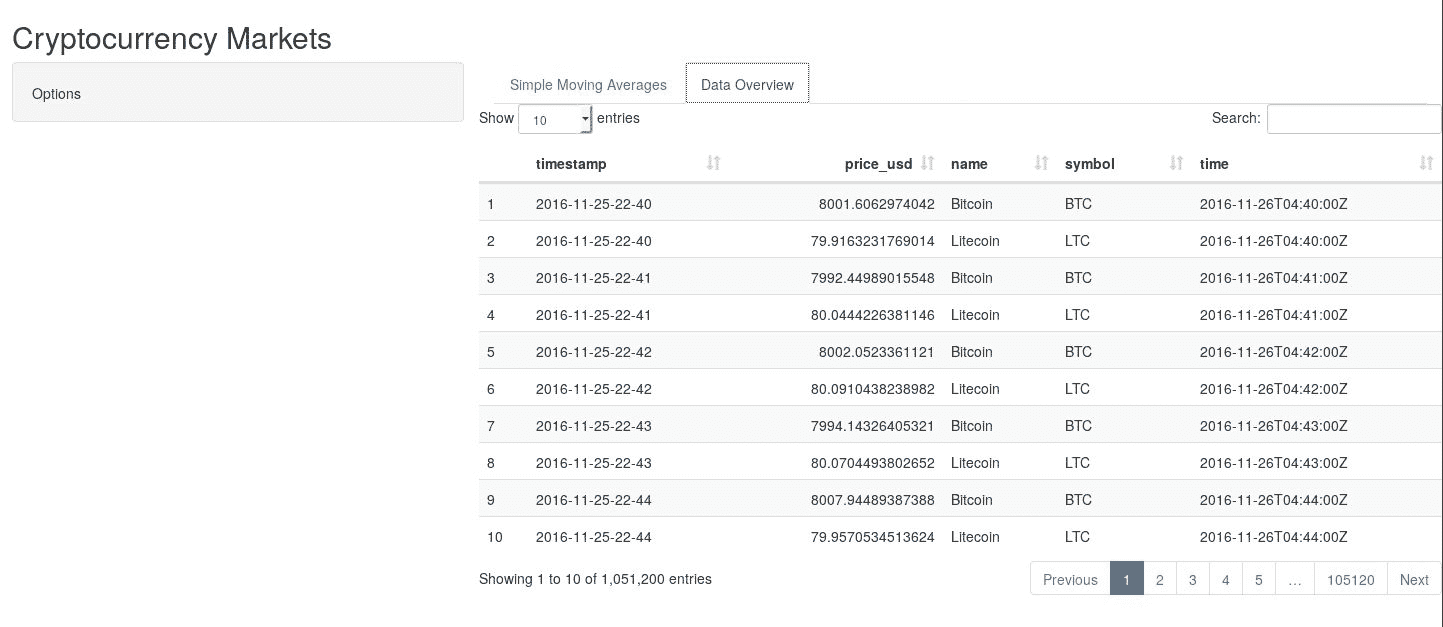 Cryptocurrency Markets
Options
Simple Moving Averages Data Overview
Show 10 entries Search:
timestamp price_usd name symbol time
1 2016-11-25-22-40 8001.6062974042 Bitcoin BTC 2016-11-26T04:40:00Z
2 2016-11-25-22-40 79.9163231769014 Litecoin LTC 2016-11-26T04:40:00Z
3 2016-11-25-22-41 7992.44989015548 Bitcoin BTC 2016-11-26T04:41:00Z
4 2016-11-25-22-41 80.0444226381146 Litecoin LTC 2016-11-26T04:41:00Z
5 2016-11-25-22-42 8002.0523361121 Bitcoin BTC 2016-11-26T04:42:00Z
6 2016-11-25-22-42 80.0910438238982 Litecoin LTC 2016-11-26T04:42:00Z
7 2016-11-25-22-43 7994.14326405321 Bitcoin BTC 2016-11-26T04:43:00Z
8 2016-11-25-22-43 80.0704493802652 Litecoin LTC 2016-11-26T04:43:00Z
9 2016-11-25-22-44 8007.94489387388 Bitcoin BTC 2016-11-26T04:44:00Z
10 2016-11-25-22-44 79.9570534513624 Litecoin LTC 2016-11-26T04:44:00Z
Showing 1 to 10 of 1,051,200 entries Previous 1 2 3 4 5 … 105120 Next